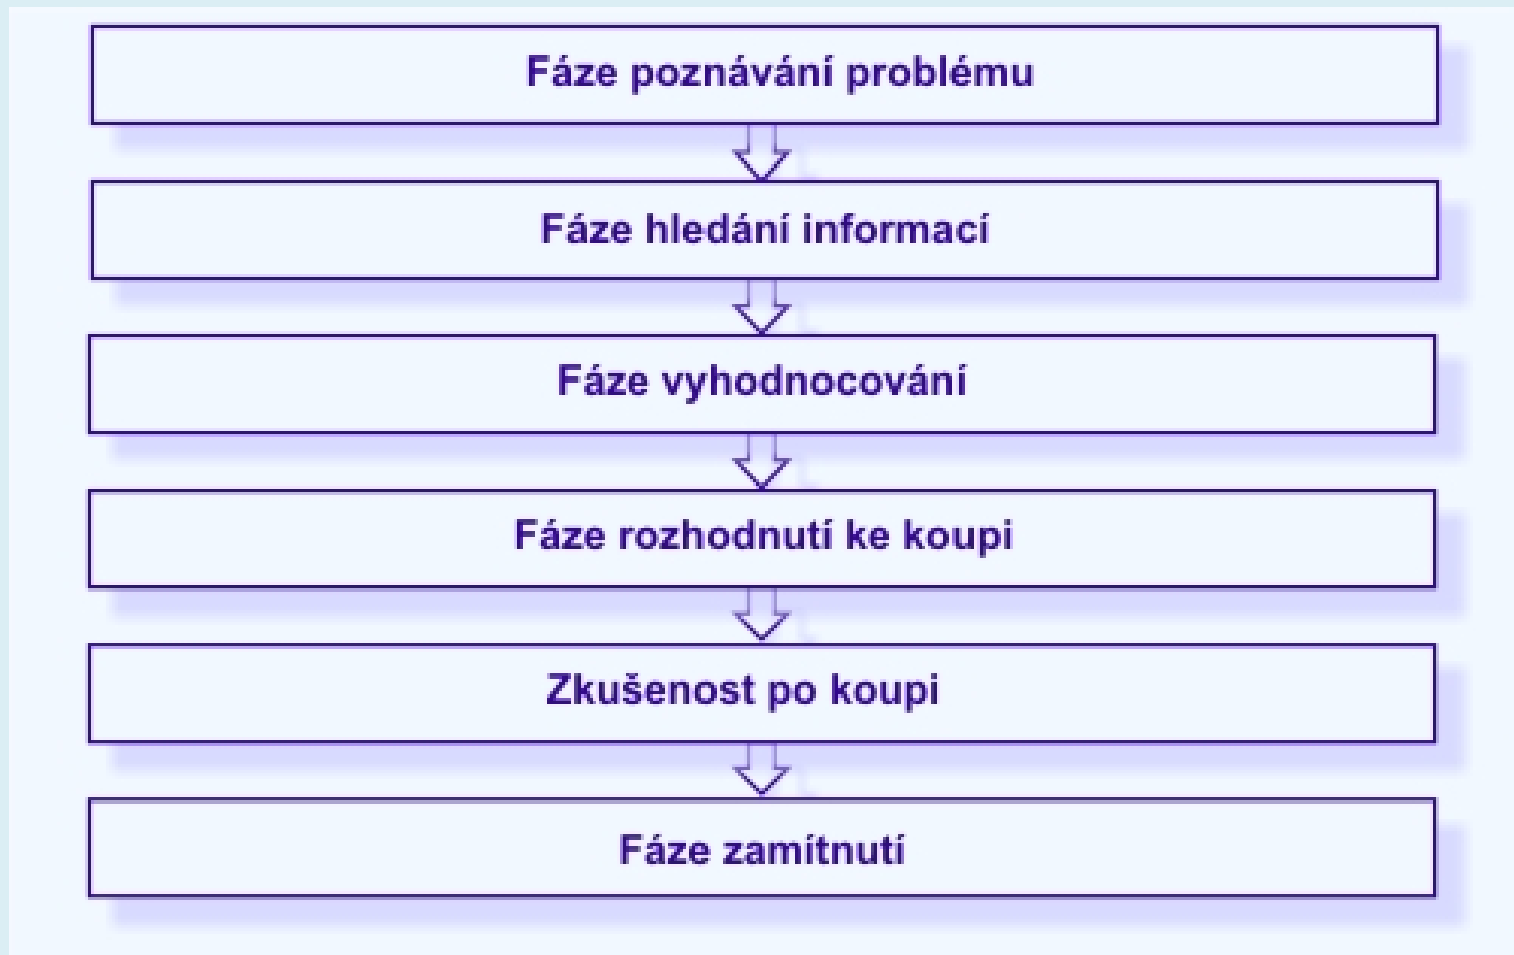 Fáze poznávání problému
Fáze hledání informací
Fáze vyhodnocování
Fáze rozhodnutí ke koupi
Zkušenost po koupi
Fáze zamítnutí